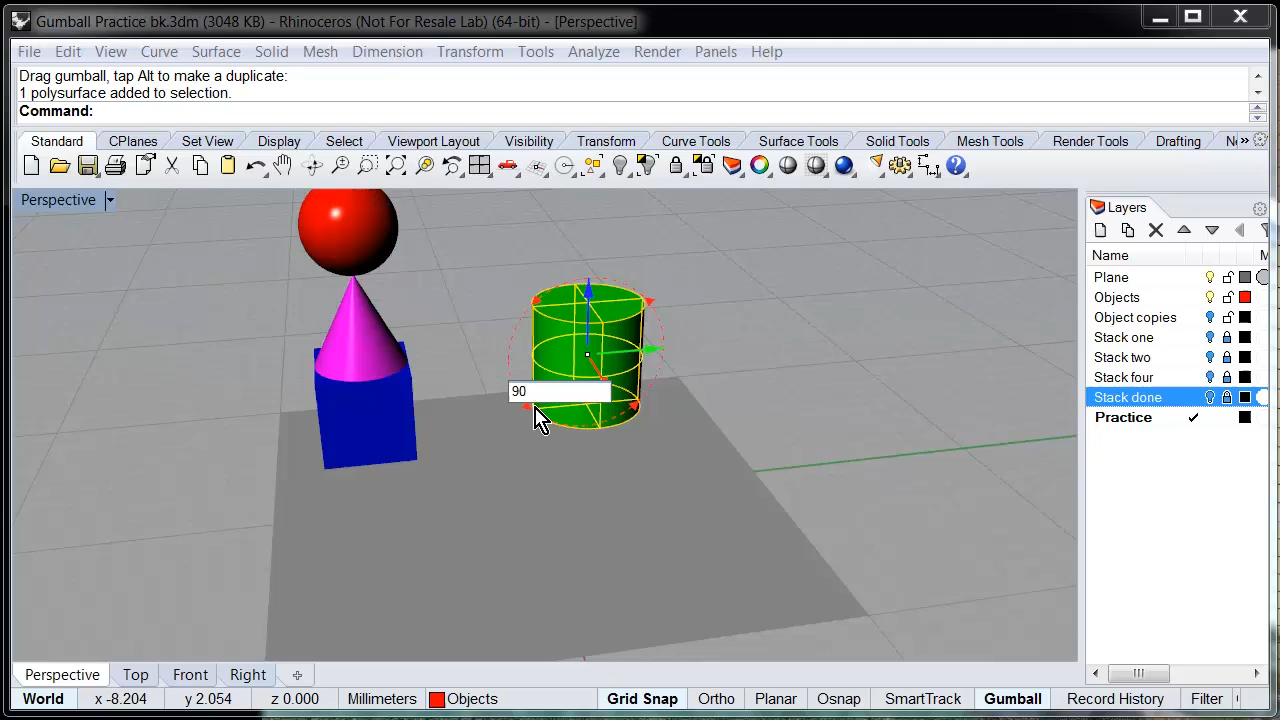 Gumball Practice bk.3dm (3048 KB) - Rhinoceros (Not For Resale Lab) (64-bit) - [Perspective]
File Edit View Curve Surface Solid Mesh Dimension Transform Tools Analyze Render Panels Help
Drag gumball, tap Alt to make a duplicate:
1 polysurface added to selection.
Command:
Standard CPlanes Set View Display Select Viewport Layout Visibility Transform Curve Tools Surface Tools Solid Tools Mesh Tools Render Tools Drafting
Perspective
90
Layers
Name M
Plane
Objects
Object copies
Stack one
Stack two
Stack four
Stack done
Practice
Perspective Top Front Right
World x -8.204 y 2.054 z 0.000 Millimeters Objects Grid Snap Ortho Planar Osnap SmartTrack Gumball Record History Filter